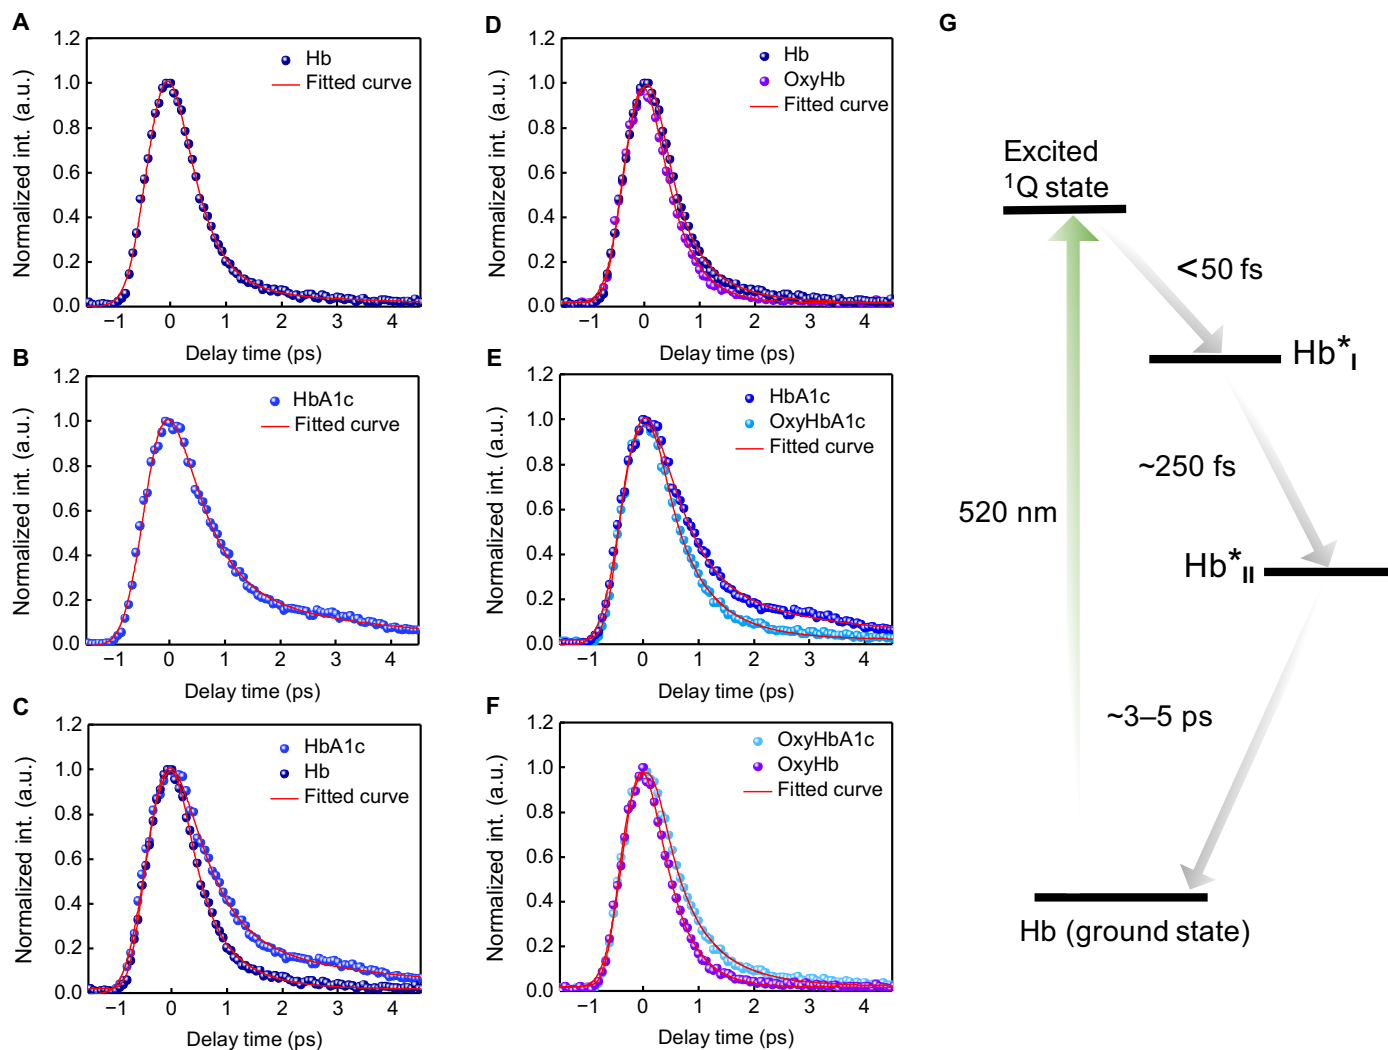 A
Normalized int. (a.u.)
1.2
1.0
0.8
0.6
0.4
0.2
0.0
Hb
Fitted curve
−1 0 1 2 3 4
Delay time (ps)
B
Normalized int. (a.u.)
1.2
1.0
0.8
0.6
0.4
0.2
0.0
HbA1c
Fitted curve
−1 0 1 2 3 4
Delay time (ps)
C
Normalized int. (a.u.)
1.2
1.0
0.8
0.6
0.4
0.2
0.0
HbA1c
Hb
Fitted curve
−1 0 1 2 3 4
Delay time (ps)
D
Normalized int. (a.u.)
1.2
1.0
0.8
0.6
0.4
0.2
0.0
Hb
OxyHb
Fitted curve
−1 0 1 2 3 4
Delay time (ps)
E
Normalized int. (a.u.)
1.2
1.0
0.8
0.6
0.4
0.2
0.0
HbA1c
OxyHbA1c
Fitted curve
−1 0 1 2 3 4
Delay time (ps)
F
Normalized int. (a.u.)
1.2
1.0
0.8
0.6
0.4
0.2
0.0
OxyHbA1c
OxyHb
Fitted curve
−1 0 1 2 3 4
Delay time (ps)
G
Excited
¹Q state
<50 fs
Hb*I
~250 fs
520 nm
Hb*II
~3–5 ps
Hb (ground state)